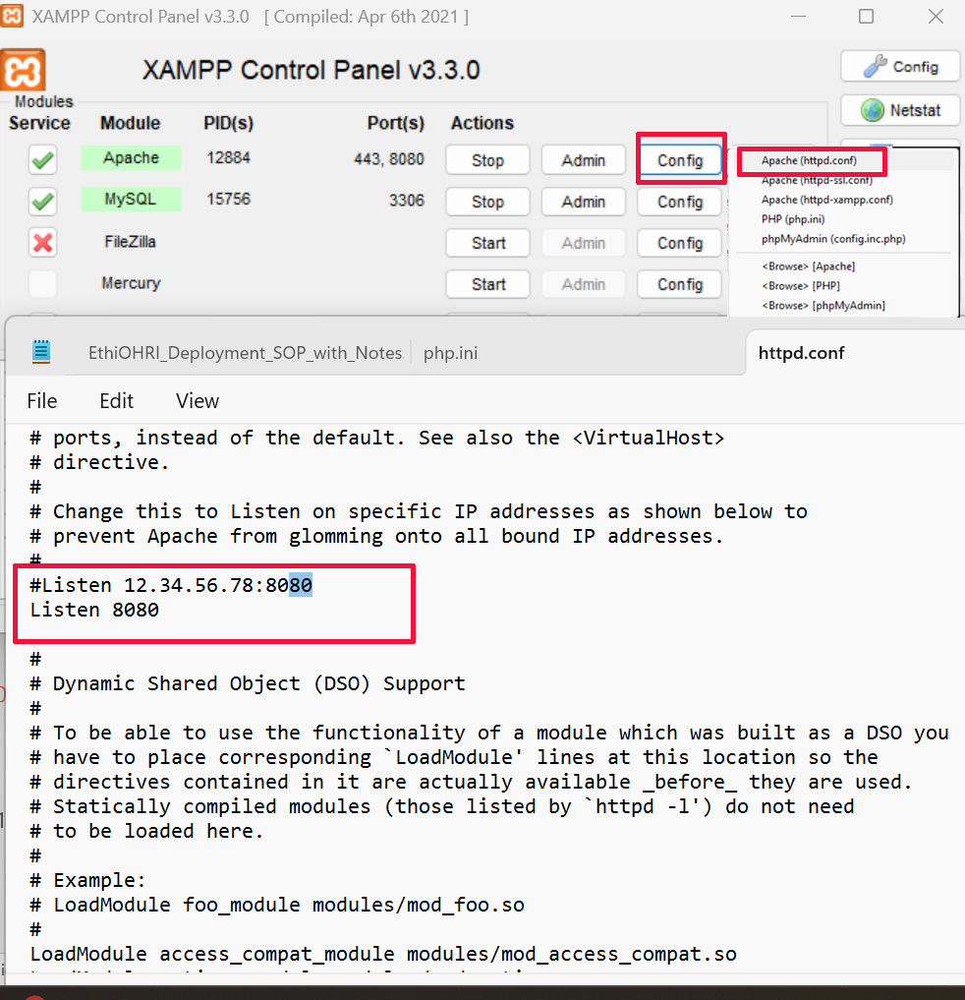 XAMPP Control Panel v3.3.0 [ Compiled: Apr 6th 2021 ]
XAMPP Control Panel v3.3.0
Config
Modules
Service Module PID(s) Port(s) Actions
Netstat
Apache 12884 443, 8080 Stop Admin Config
MySQL 15756 3306 Stop Admin Config
FileZilla Start Admin Config
Mercury Start Admin Config
Apache (httpd.conf)
Apache (httpd-ssl.conf)
Apache (httpd-xampp.conf)
PHP (php.ini)
phpMyAdmin (config.inc.php)
<Browse> [Apache]
<Browse> [PHP]
<Browse> [phpMyAdmin]
EthiOHRI_Deployment_SOP_with_Notes php.ini httpd.conf
File Edit View
# ports, instead of the default. See also the <VirtualHost>
# directive.
#
# Change this to Listen on specific IP addresses as shown below to
# prevent Apache from glomming onto all bound IP addresses.
#
#Listen 12.34.56.78:8080
Listen 8080
#
# Dynamic Shared Object (DSO) Support
#
# To be able to use the functionality of a module which was built as a DSO you
# have to place corresponding `LoadModule' lines at this location so the
# directives contained in it are actually available _before_ they are used.
# Statically compiled modules (those listed by `httpd -l') do not need
# to be loaded here.
#
# Example:
# LoadModule foo_module modules/mod_foo.so
#
LoadModule access_compat_module modules/mod_access_compat.so